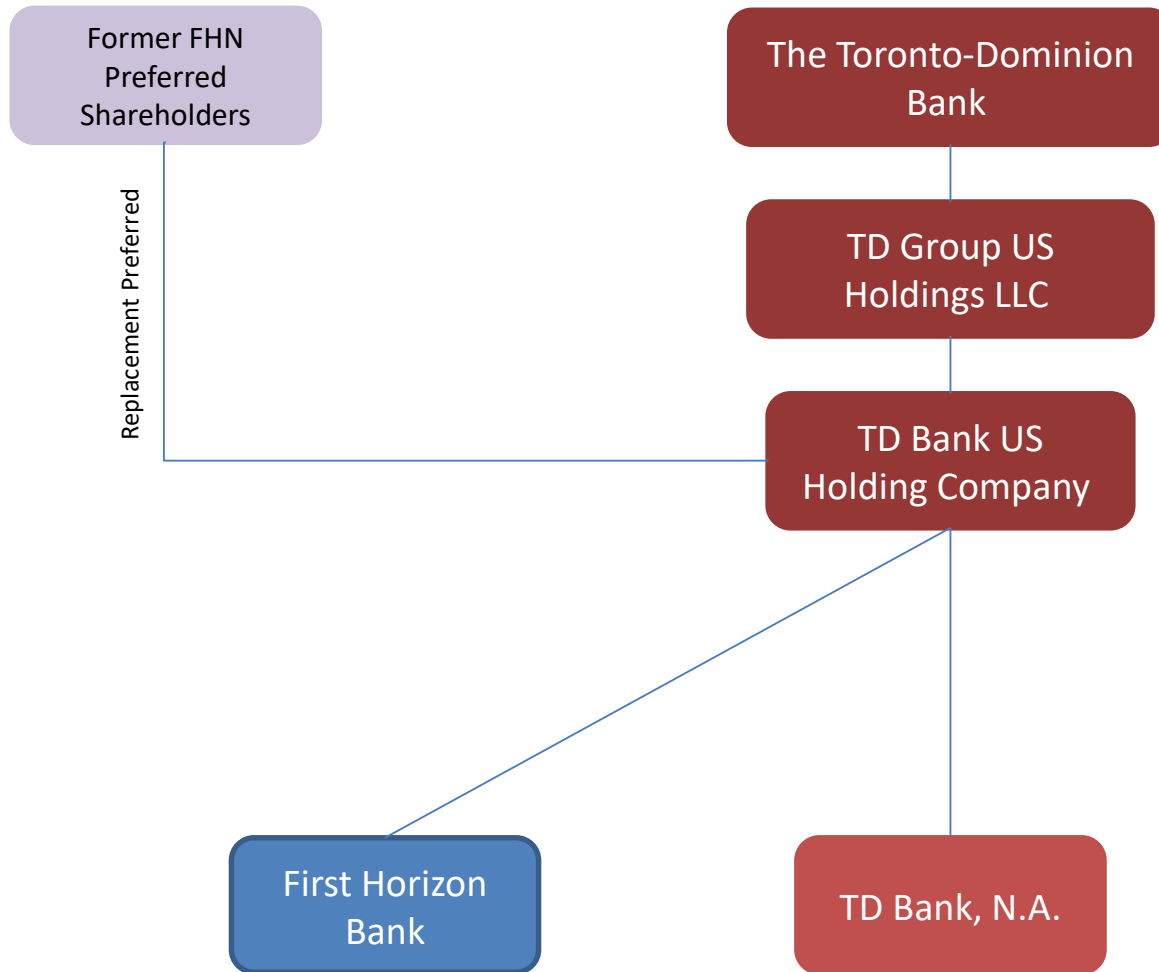 Former FHN
Preferred
Shareholders
The Toronto-Dominion
Bank
Replacement Preferred
TD Group US
Holdings LLC
TD Bank US
Holding Company
First Horizon
Bank
TD Bank, N.A.